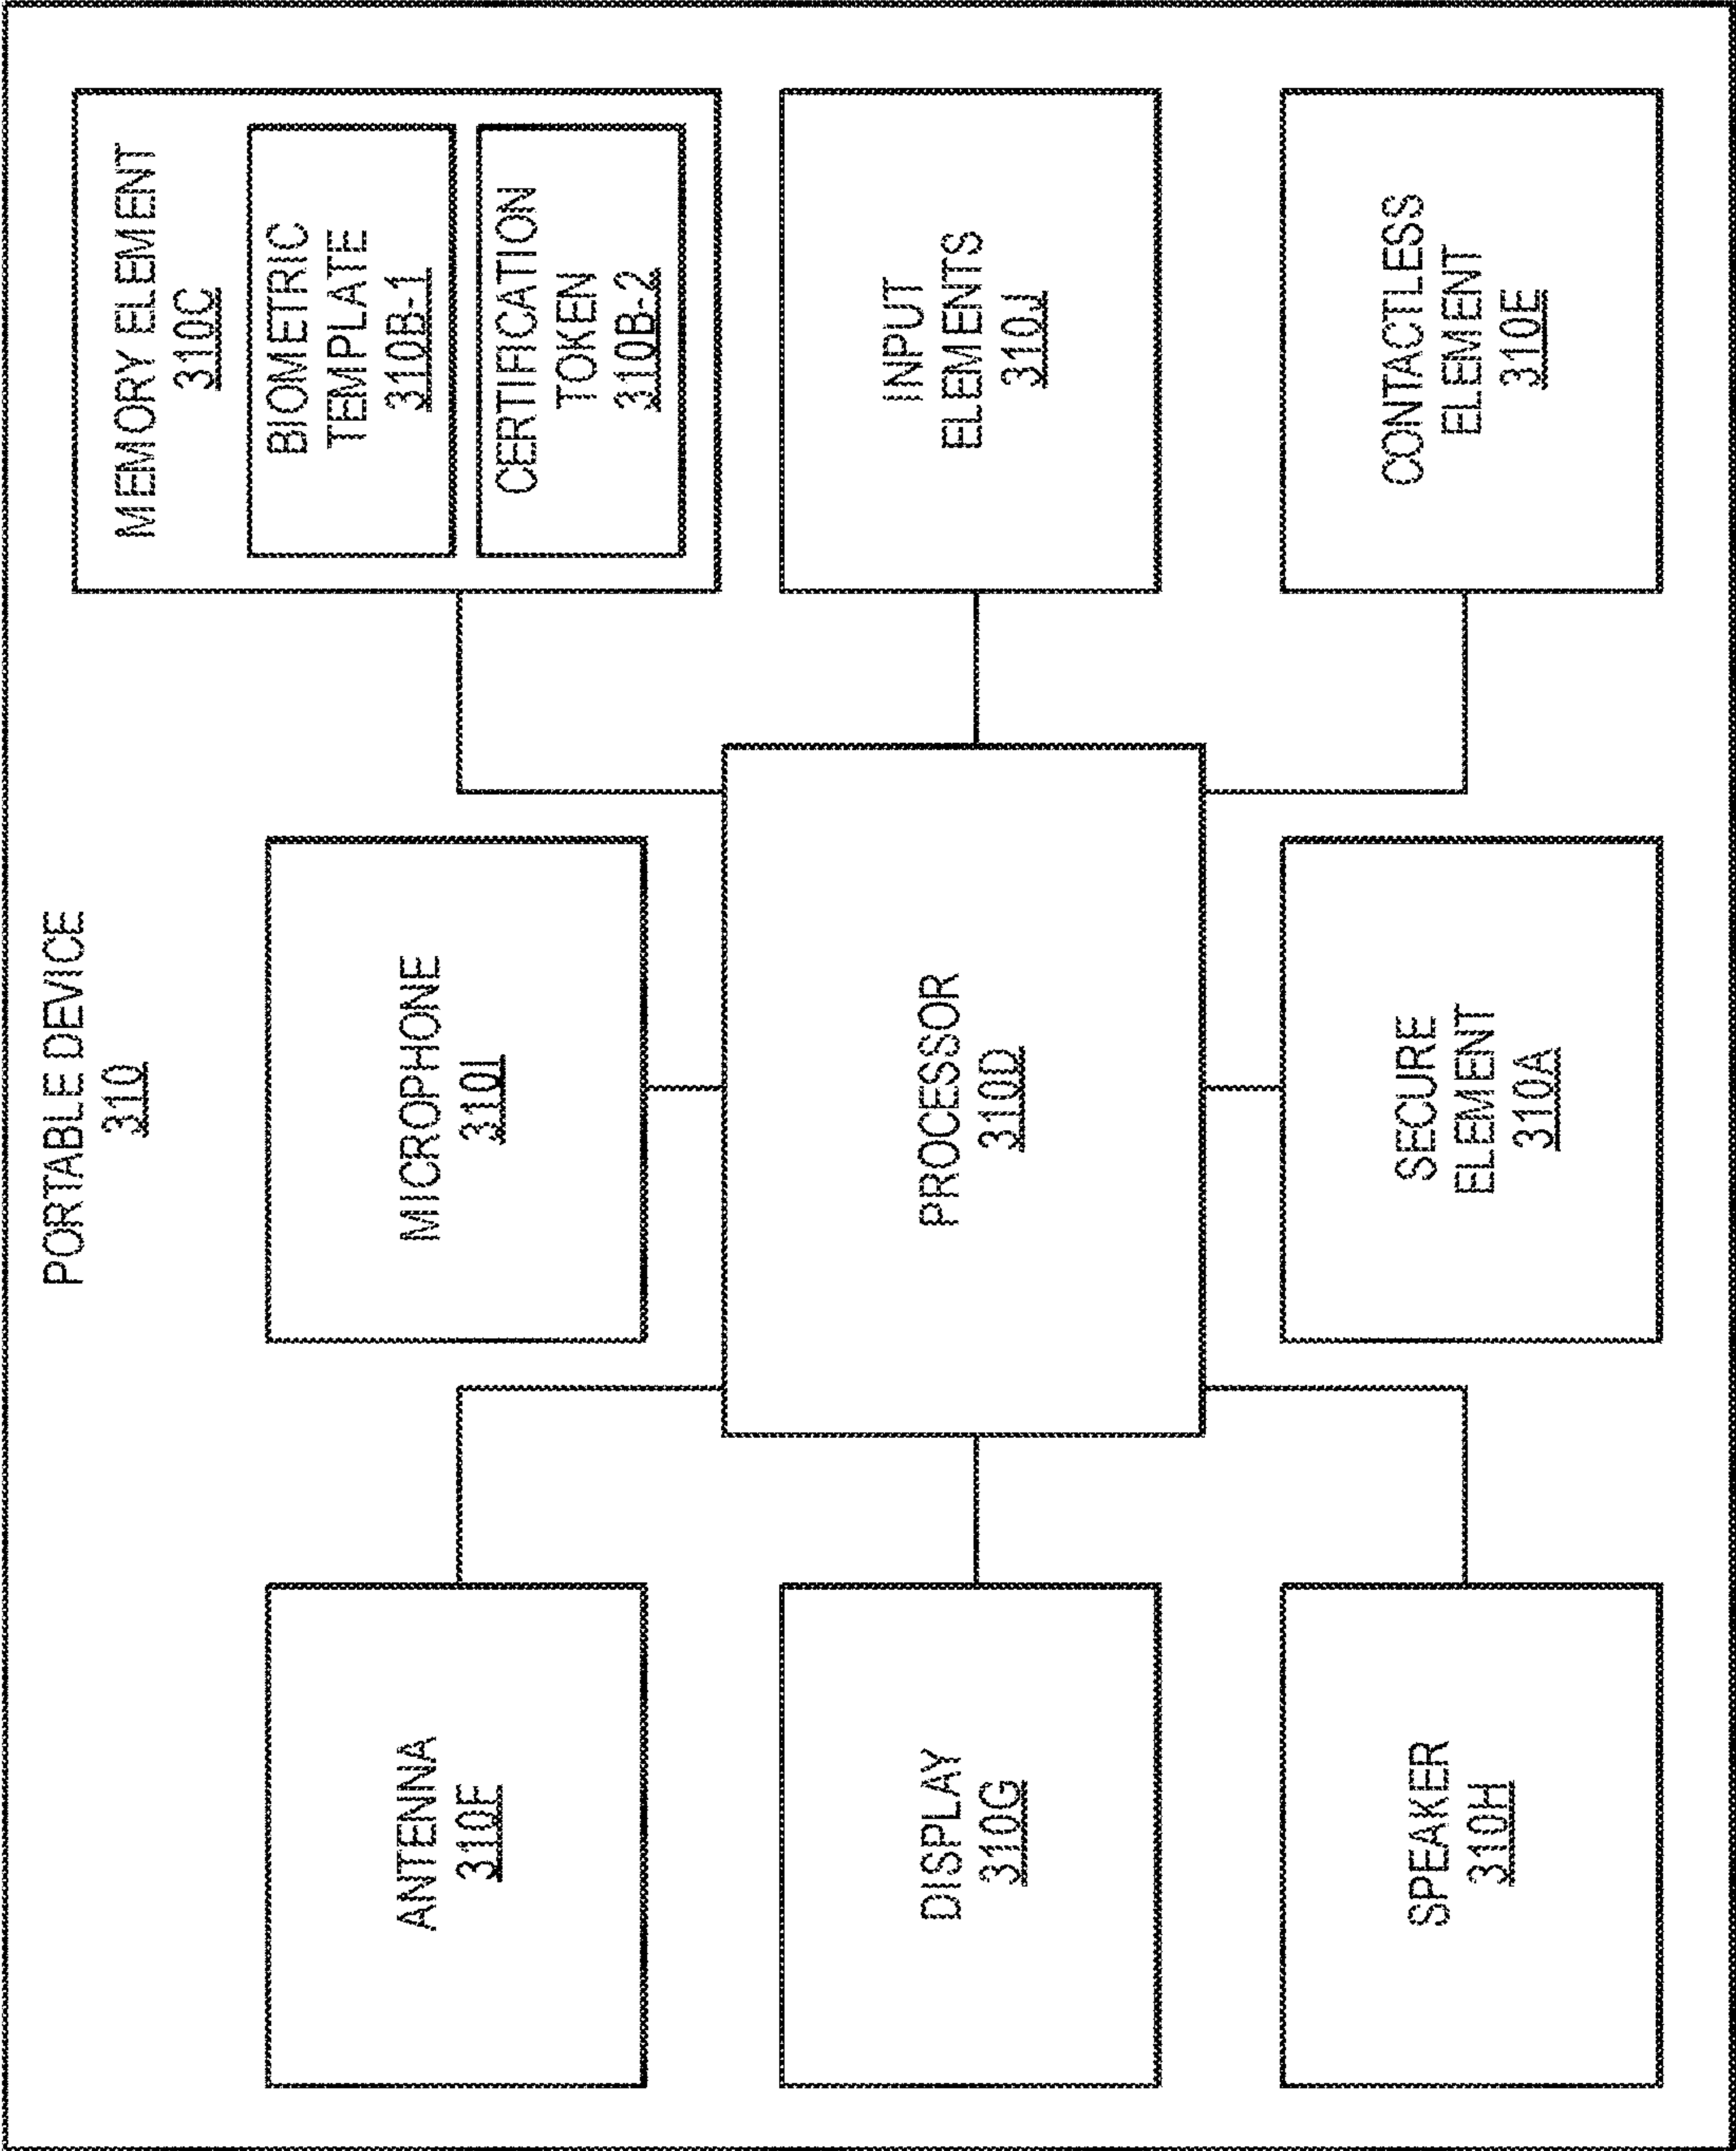 PORTABLE DEVICE
310
ANTENNA
310F
MICROPHONE
310I
MEMORY ELEMENT
310C
BIOMETRIC
TEMPLATE
310B-1
CERTIFICATION
TOKEN
310B-2
DISPLAY
310G
PROCESSOR
310D
INPUT
ELEMENTS
310J
SPEAKER
310H
SECURE
ELEMENT
310A
CONTACTLESS
ELEMENT
310E